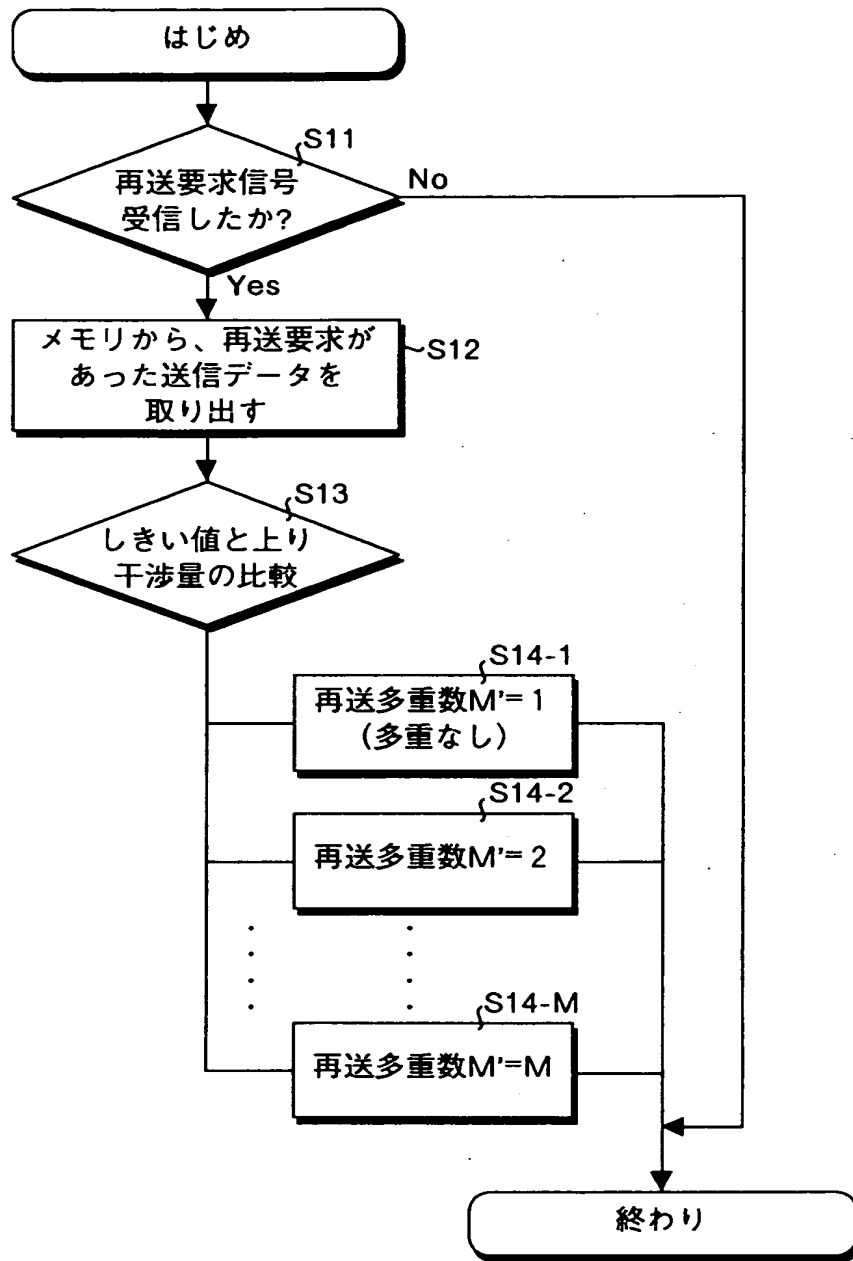 はじめ
S11
再送要求信号
受信したか?
No
Yes
メモリから、再送要求が
あった送信データを
取り出す
S12
S13
しきい値と上り
干渉量の比較
S14-1
再送多重数M'=1
(多重なし)
S14-2
再送多重数M'=2
S14-M
再送多重数M'=M
終わり